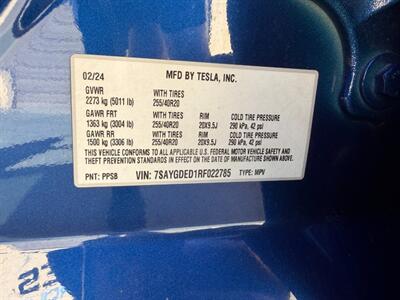 02/24 MFD BY TESLA, INC.
GVWR WITH TIRES
2273 kg (5011 lb) 255/40R20
GAWR FRT WITH TIRES RIM COLD TIRE PRESSURE
1363 kg (3004 lb) 255/40R20 20X9.5J 290 kPa, 42 psi
GAWR RR WITH TIRES RIM COLD TIRE PRESSURE
1500 kg (3306 lb) 255/40R20 20X9.5J 290 kPa, 42 psi
THIS VEHICLE CONFORMS TO ALL APPLICABLE U.S. FEDERAL MOTOR VEHICLE SAFETY AND
THEFT PREVENTION STANDARDS IN EFFECT ON THE DATE OF MANUFACTURE SHOWN ABOVE.
PNT: PPSB VIN: 7SAYGDED1RF022785 TYPE: MPV